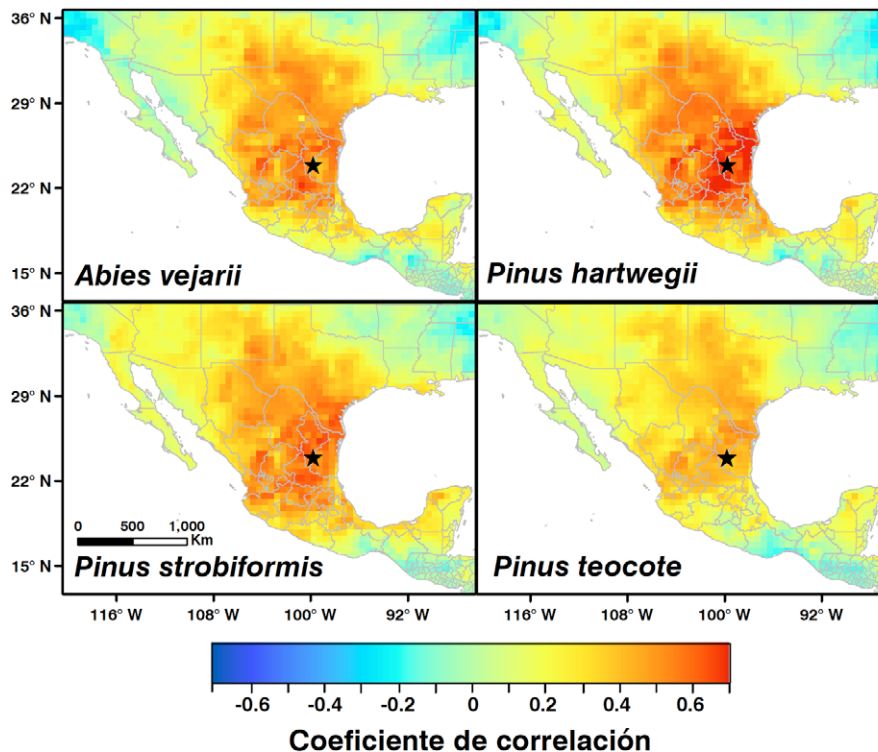 36° N
29° N
22° N
15° N
Abies vejarii
Pinus hartwegii
36° N
29° N
22° N
15° N
0 500 1,000
Km
Pinus strobiformis
Pinus teocote
116° W 108° W 100° W 92° W 116° W 108° W 100° W 92° W
-0.6 -0.4 -0.2 0 0.2 0.4 0.6
Coeficiente de correlación